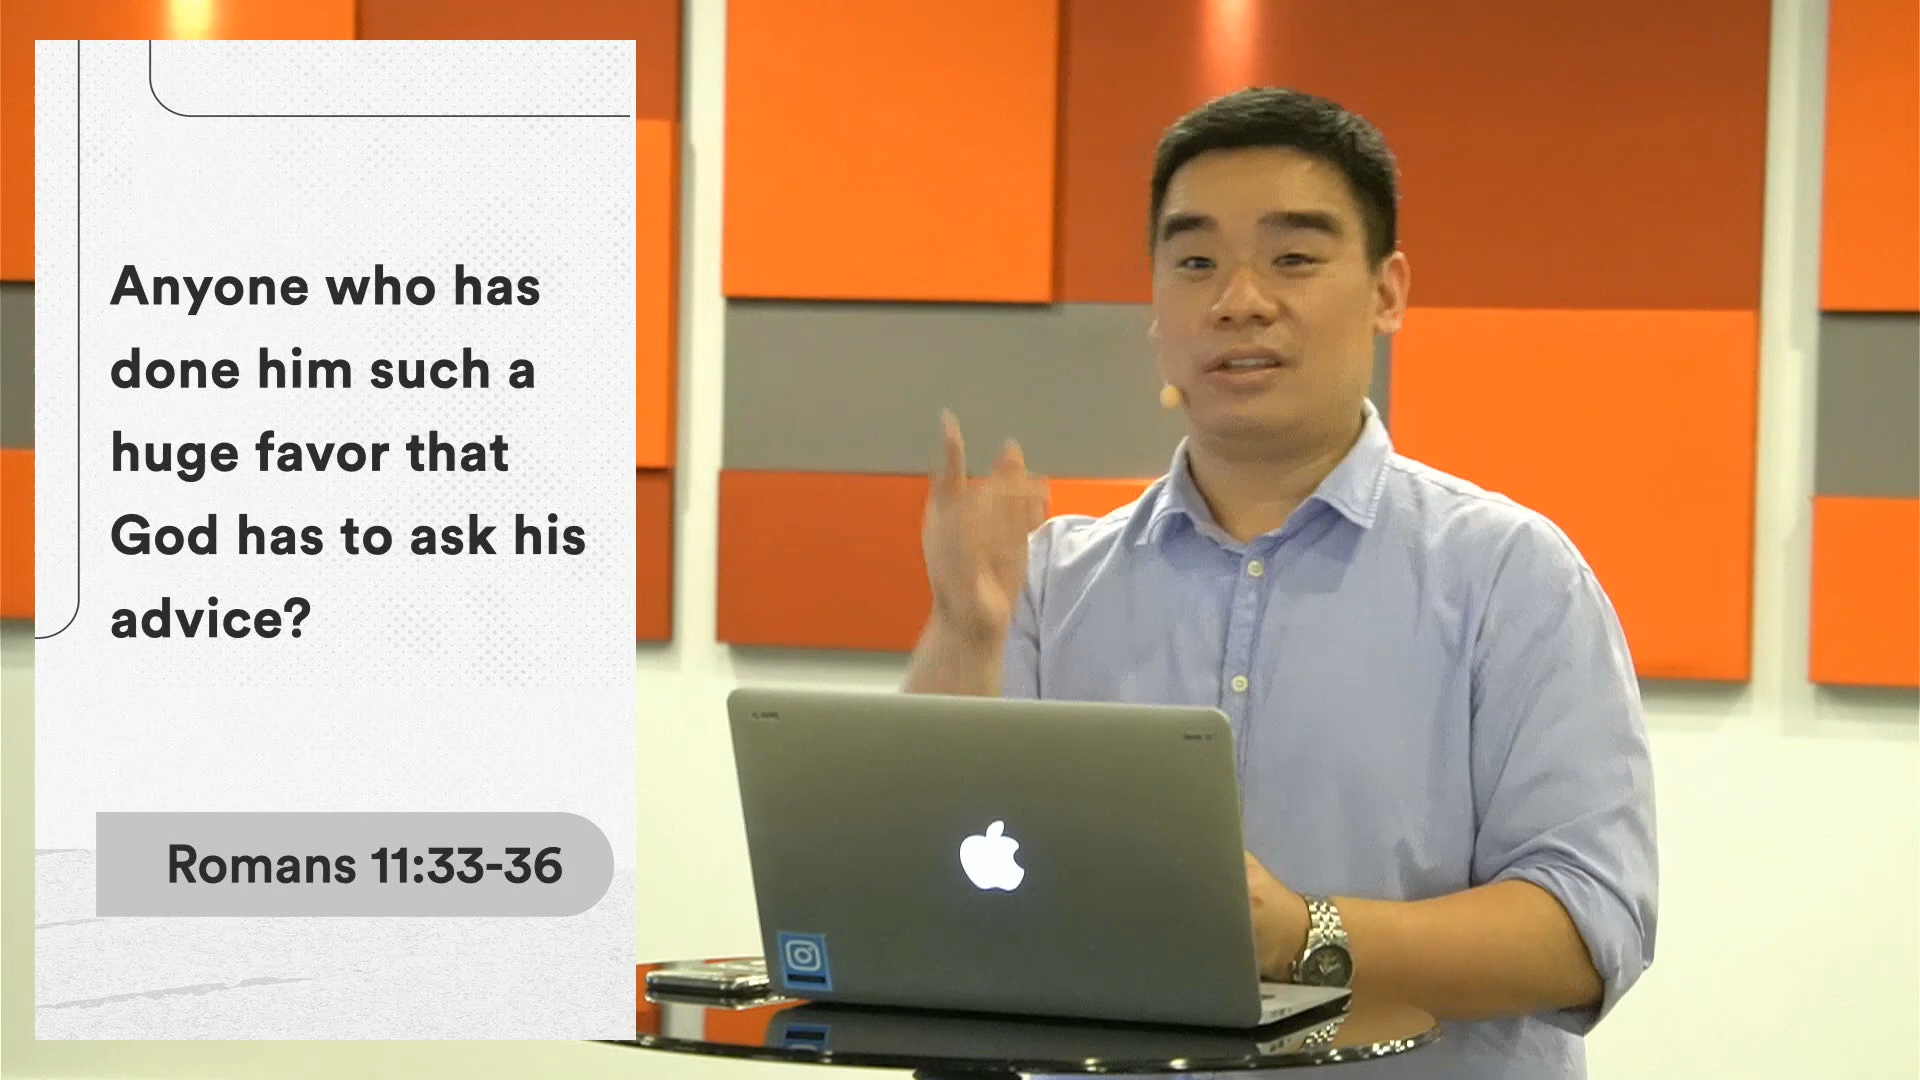 Anyone who has
done him such a
huge favor that
God has to ask his
advice?
Romans 11:33-36